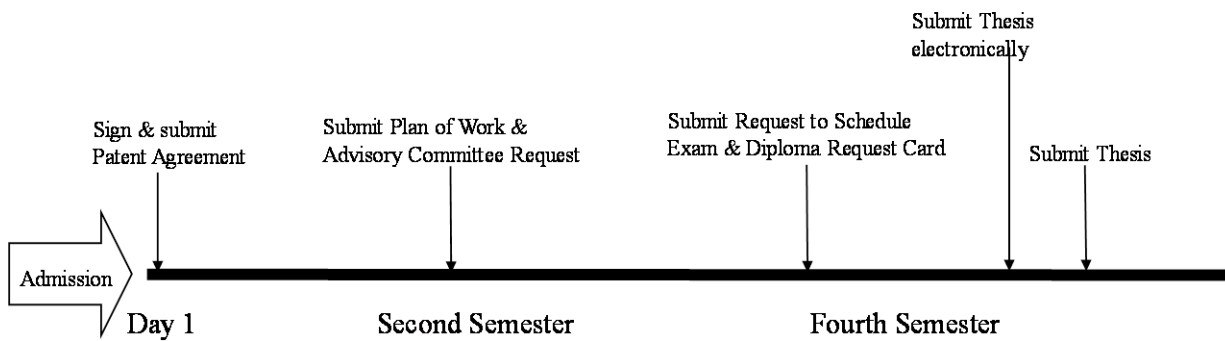 Submit Thesis
electronically
Sign & submit
Patent Agreement
Submit Plan of Work &
Advisory Committee Request
Submit Request to Schedule
Exam & Diploma Request Card
Submit Thesis
Admission
Day 1
Second Semester
Fourth Semester